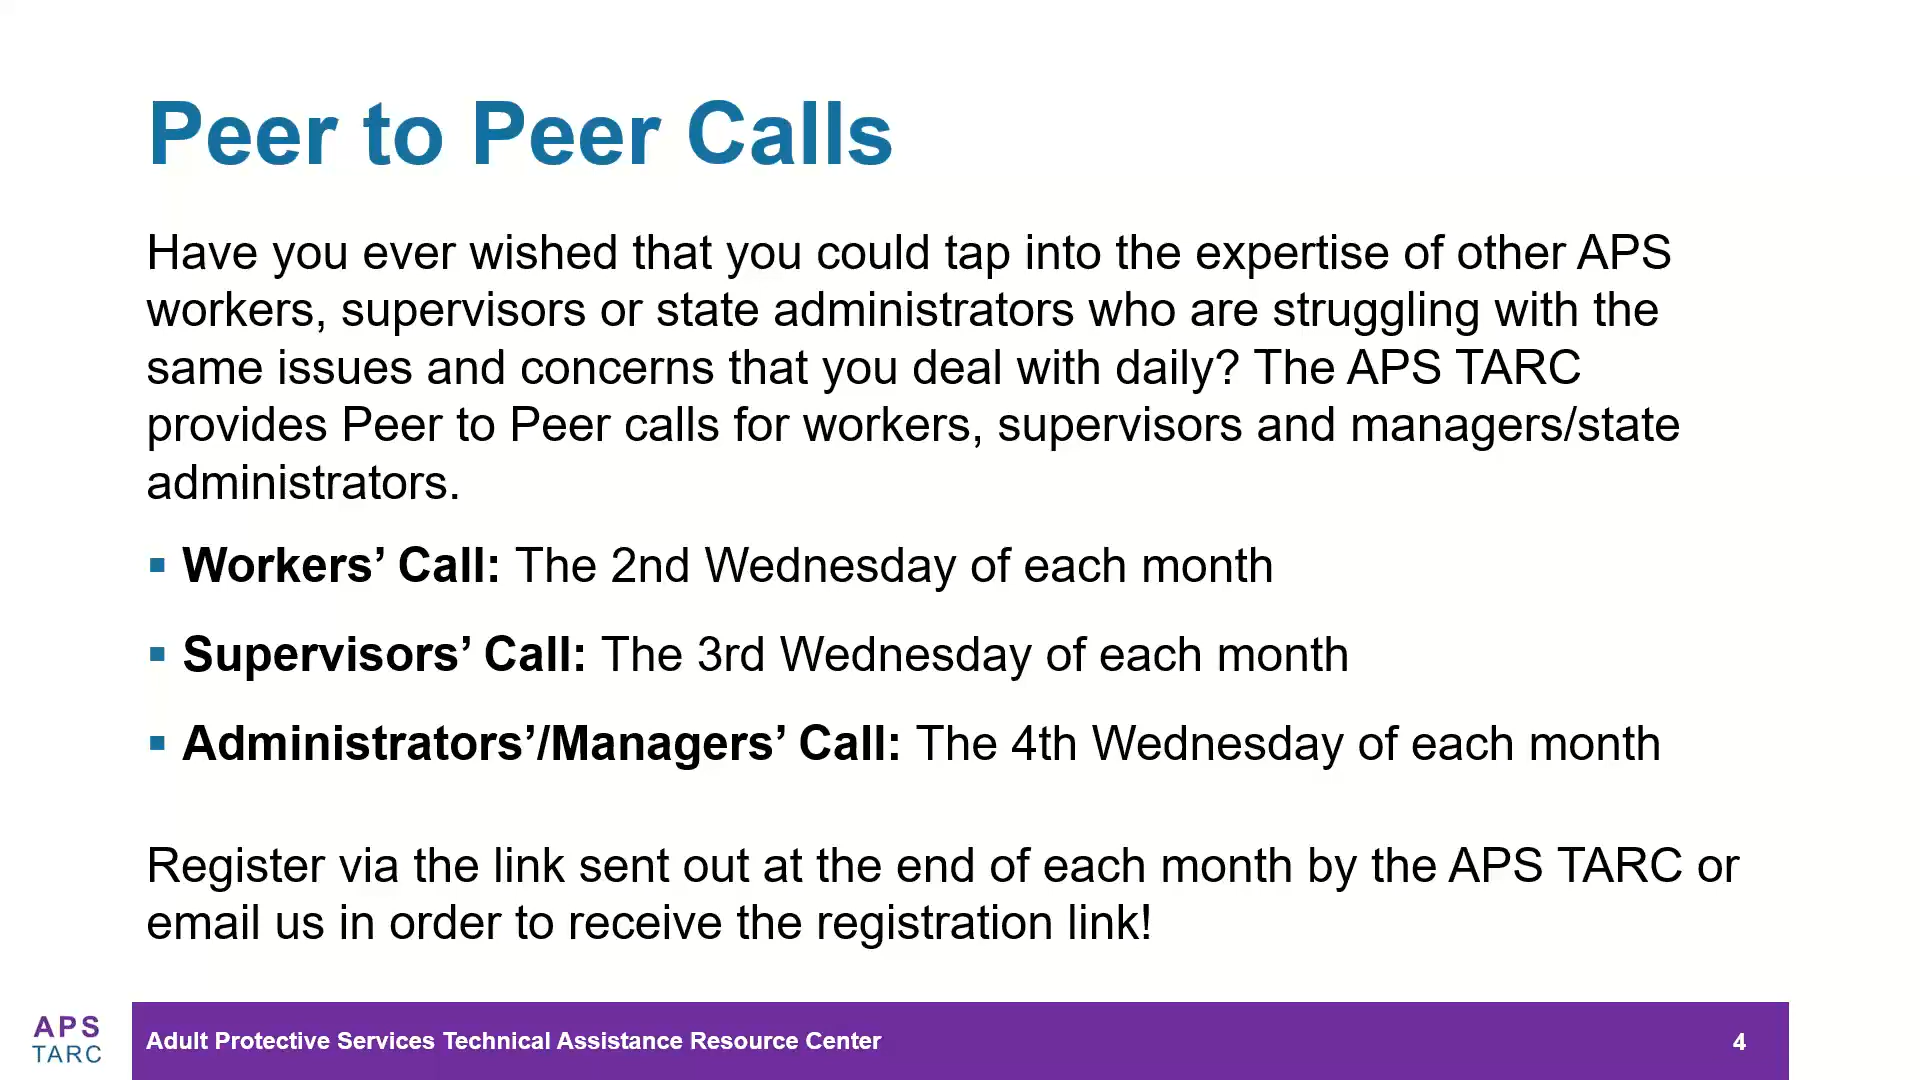 Peer to Peer Calls
Have you ever wished that you could tap into the expertise of other APS
workers, supervisors or state administrators who are struggling with the
same issues and concerns that you deal with daily? The APS TARC
provides Peer to Peer calls for workers, supervisors and managers/state
administrators.
▪ Workers’ Call: The 2nd Wednesday of each month
▪ Supervisors’ Call: The 3rd Wednesday of each month
▪ Administrators’/Managers’ Call: The 4th Wednesday of each month
Register via the link sent out at the end of each month by the APS TARC or
email us in order to receive the registration link!
APS
TARC
Adult Protective Services Technical Assistance Resource Center
4